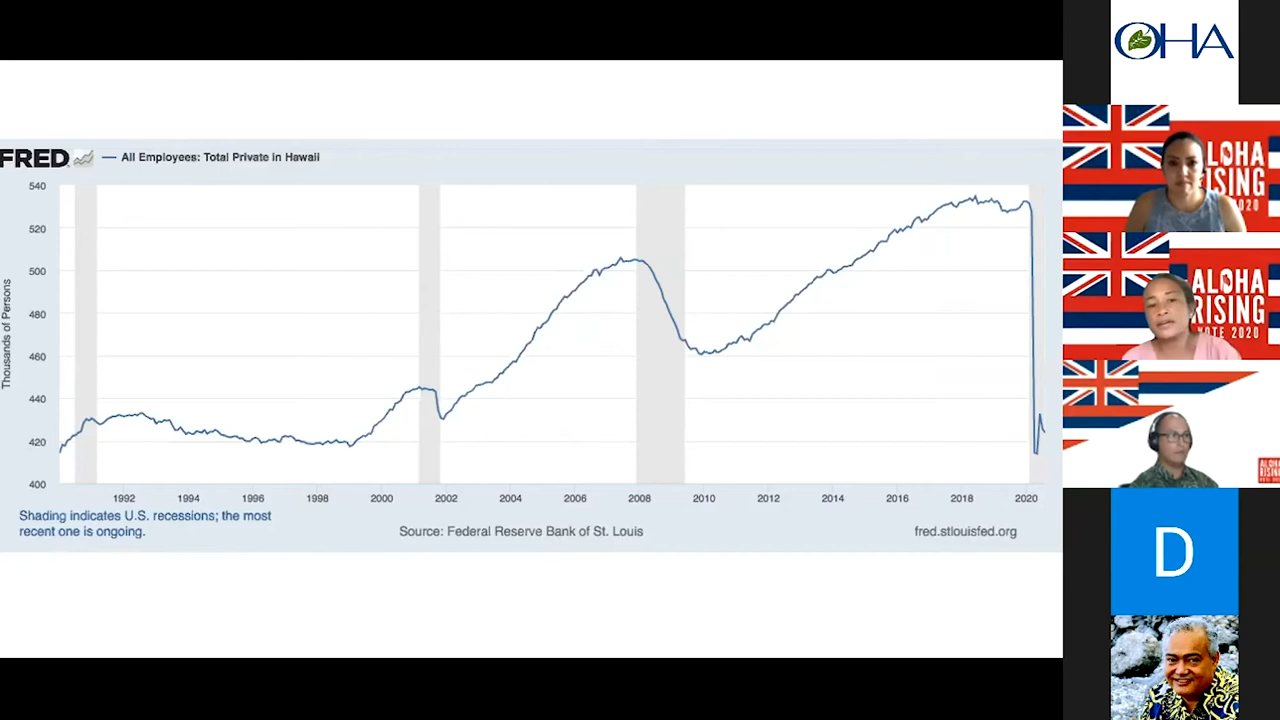 FRED
All Employees: Total Private in Hawaii
Thousands of Persons
540
520
500
480
460
440
420
400
1992 1994 1996 1998 2000 2002 2004 2006 2008 2010 2012 2014 2016 2018 2020
Shading indicates U.S. recessions; the most
recent one is ongoing.
Source: Federal Reserve Bank of St. Louis
fred.stlouisfed.org
OHA
LOHA
ISING
020
ALOHA
RISING
VOTE 2020
ALOHA
RISING
D